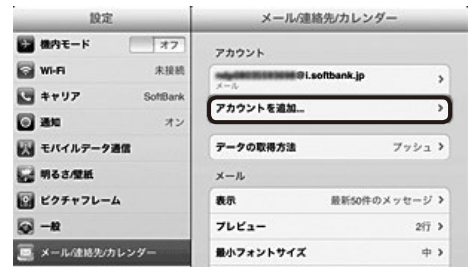 設定
機内モード
オフ
Wi-Fi
未接続
キャリア
SoftBank
通知
オン
モバイルデータ通信
明るさ/壁紙
ピクチャフレーム
一般
メール/連絡先/カレンダー
メール/連絡先/カレンダー
アカウント
@i.softbank.jp
メール
アカウントを追加...
データの取得方法
プッシュ
メール
表示
最新50件のメッセージ
プレビュー
2行
最小フォントサイズ
中